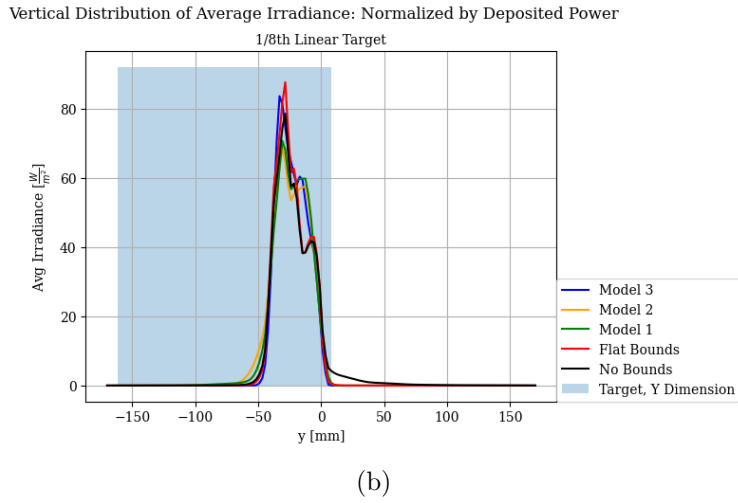 Vertical Distribution of Average Irradiance: Normalized by Deposited Power
1/8th Linear Target
80
60
40
20
0
Avg Irradiance [W/m²]
−150 −100 −50 0 50 100 150
y [mm]
Model 3
Model 2
Model 1
Flat Bounds
No Bounds
Target, Y Dimension
(b)